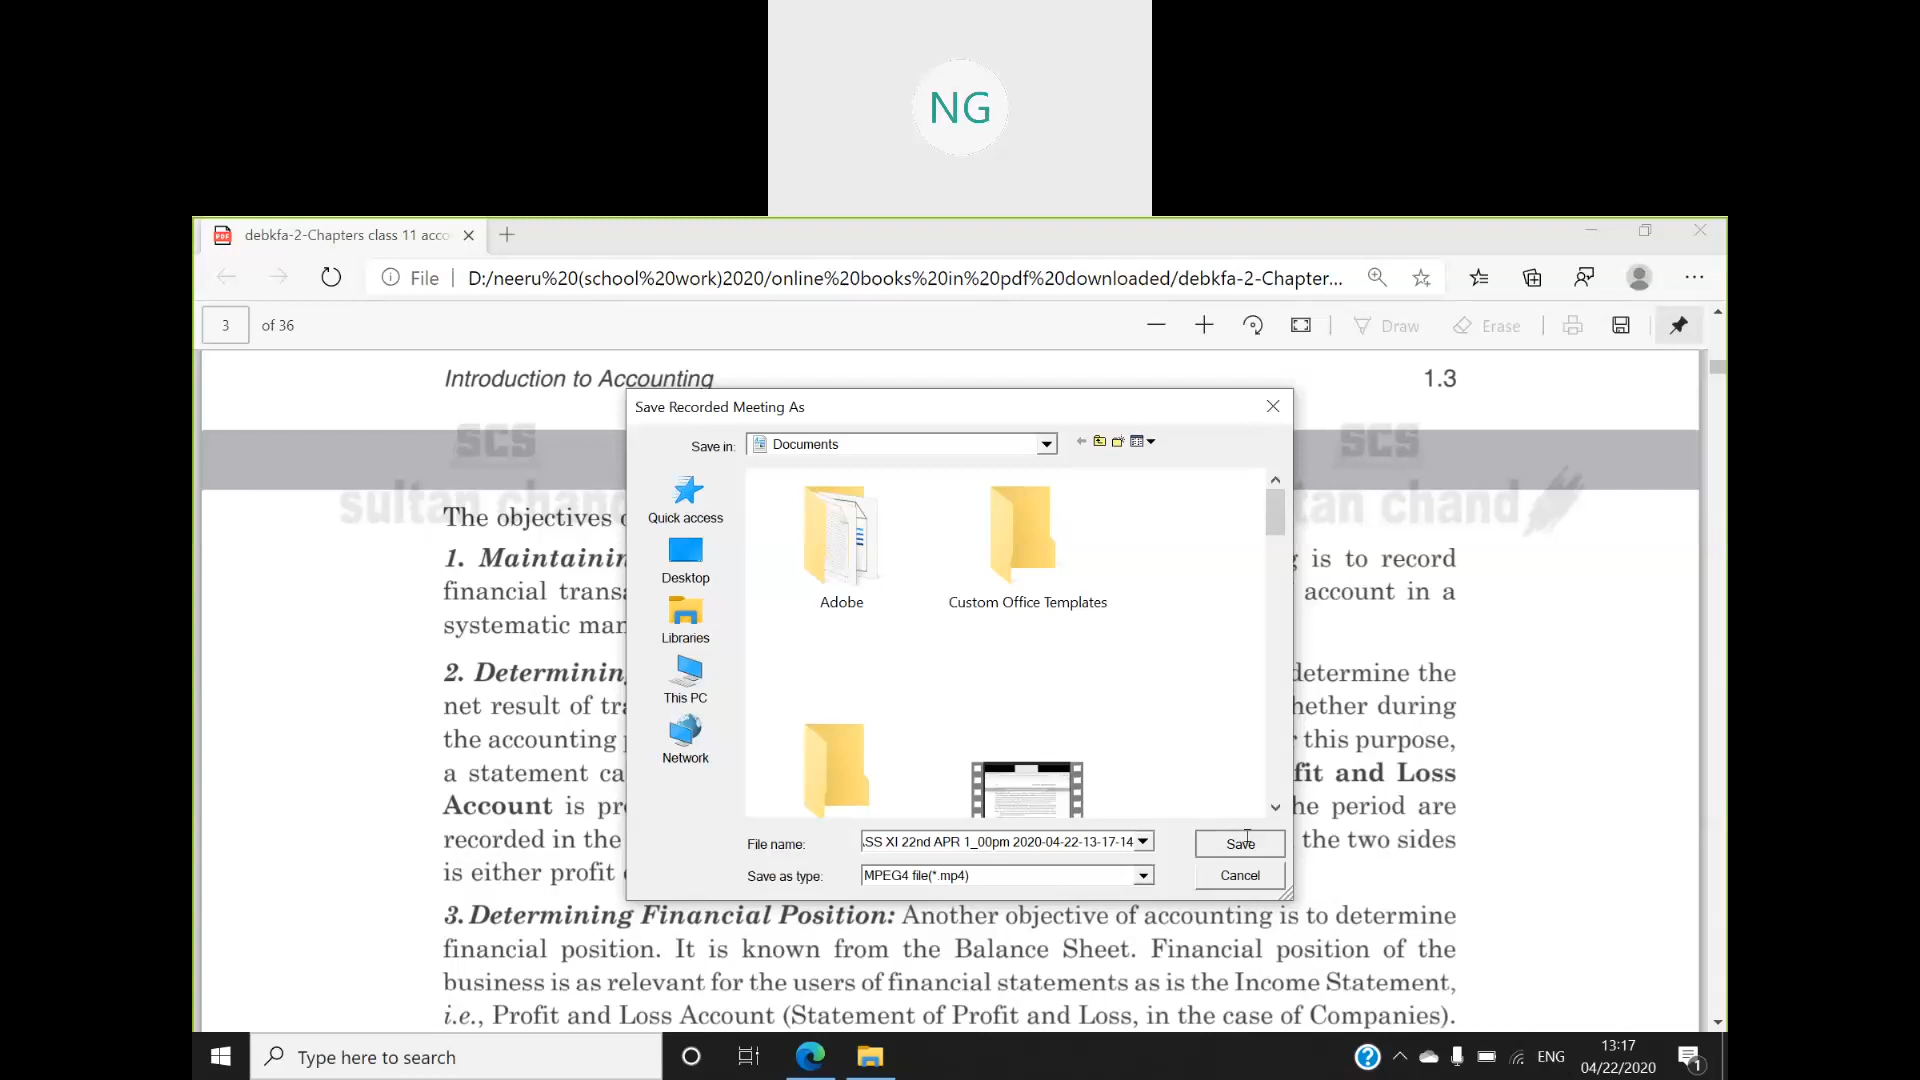 NG
debkfa-2-Chapters class 11 acco
File
D:/neeru%20(school%20work)2020/online%20books%20in%20pdf%20downloaded/debkfa-2-Chapter...
3 of 36
Draw
Erase
Introduction to Accounting 1.3
scs
scs
sultan chand
tan chand
The objectives
1. Maintainin
g is to record
financial trans
account in a
systematic man
2. Determining
determine the
net result of tr
hether during
the accounting
this purpose,
a statement ca
fit and Loss
Account is pr
he period are
recorded in the
the two sides
is either profit
3. Determining Financial Position: Another objective of accounting is to determine
financial position. It is known from the Balance Sheet. Financial position of the
business is as relevant for the users of financial statements as is the Income Statement,
i.e., Profit and Loss Account (Statement of Profit and Loss, in the case of Companies).
Save Recorded Meeting As
Save in: Documents
Quick access
Desktop
Libraries
This PC
Network
Adobe
Custom Office Templates
File name: SS XI 22nd APR 1_00pm 2020-04-22-13-17-14
Save
Save as type: MPEG4 file(*.mp4)
Cancel
Type here to search
ENG
13:17
04/22/2020
1